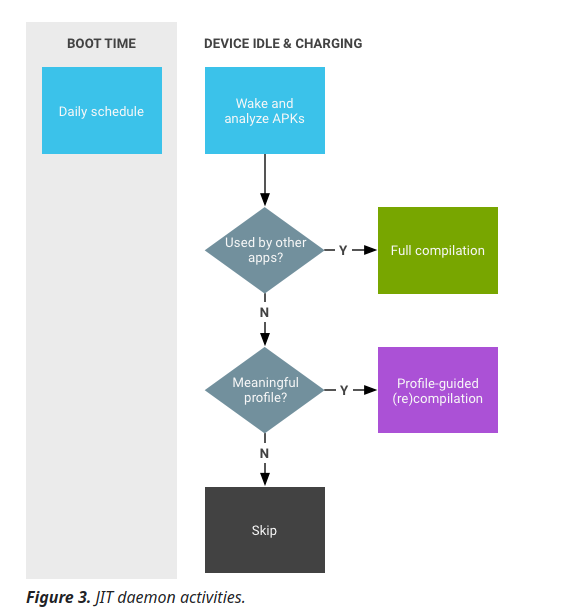 BOOT TIME
DEVICE IDLE & CHARGING
Daily schedule
Wake and
analyze APKs
Used by other
apps?
Y
Full compilation
N
Meaningful
profile?
Y
Profile-guided
(re)compilation
N
Skip
Figure 3. JIT daemon activities.